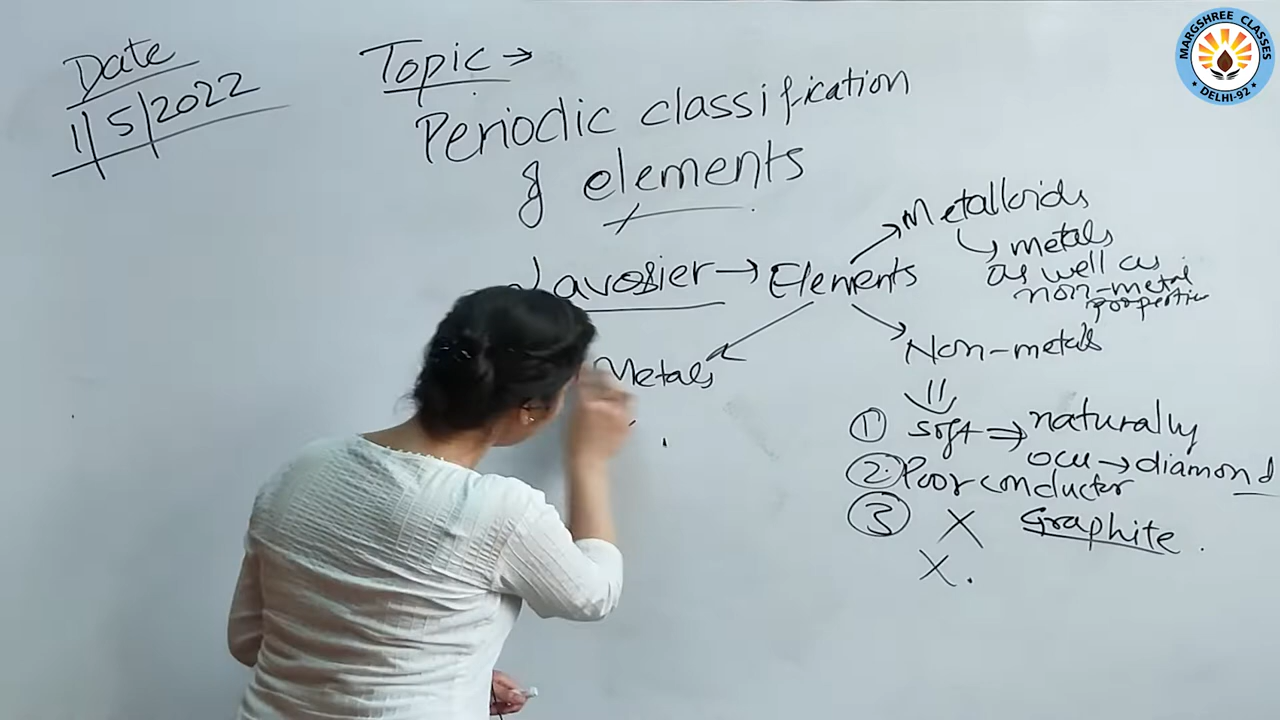 Date
1/5/2022
Topic →
Periodic classification
of elements
Lavosier → Elements
Metalloids
↳ metals
as well as
non-metal
properties
Metals
Non-metals
① soft ⇒ naturally
occu → diamond
② Poor conductor
③ X Graphite.
X.
MARGSHREE CLASSES
• DELHI-92 •